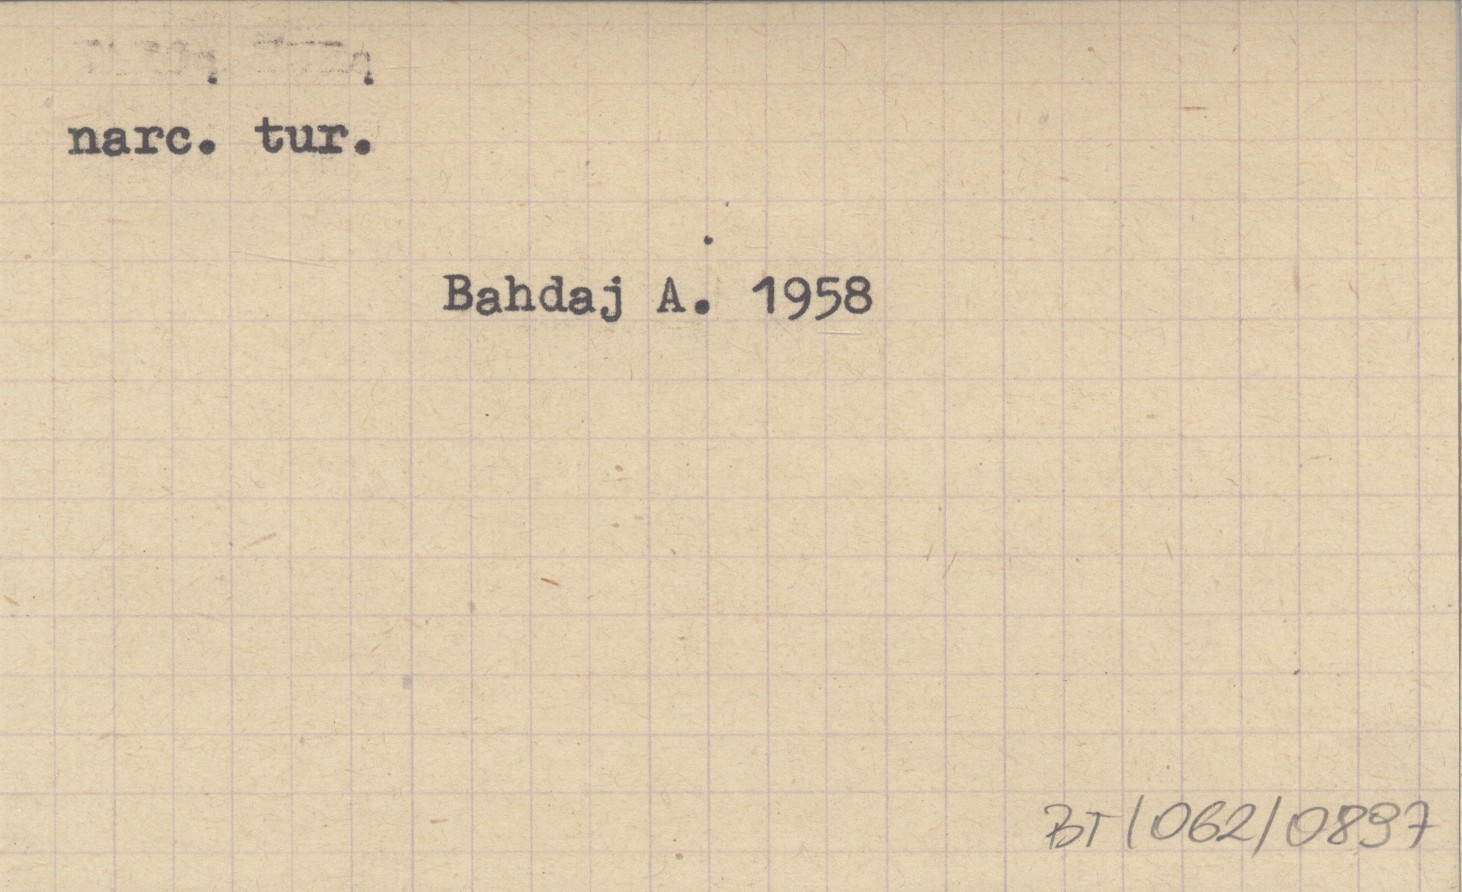 narc. tur.
Bahdaj A. 1958
BT/062/0897